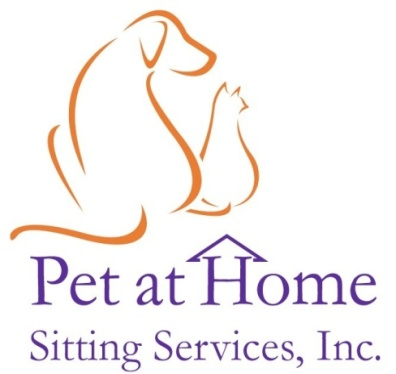 Pet at Home
Sitting Services, Inc.